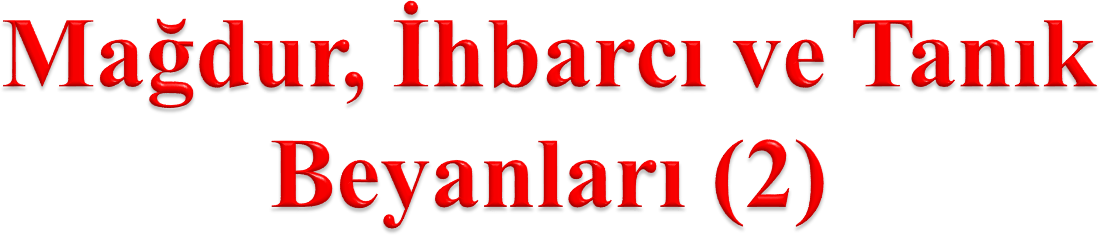 Mağdur, İhbarcı ve Tanık
Beyanları (2)